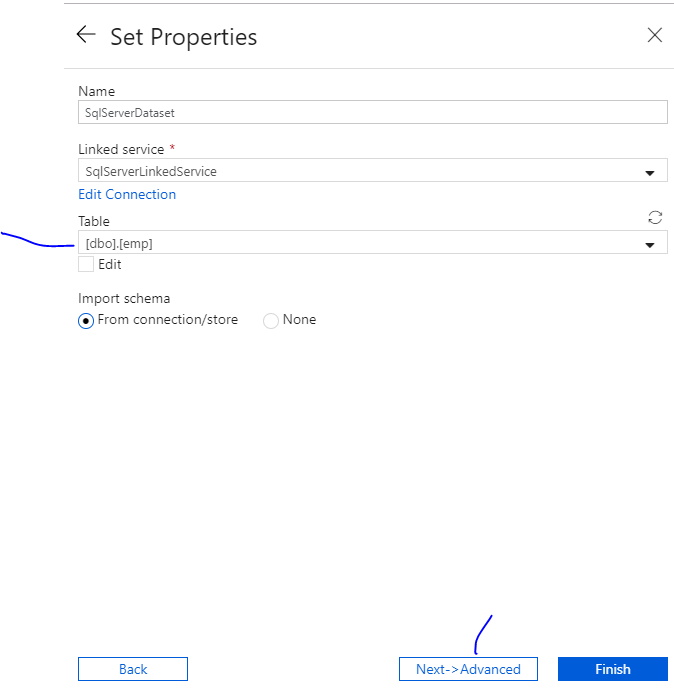 Set Properties
Name
SqlServerDataset
Linked service *
SqlServerLinkedService
Edit Connection
Table
[dbo].[emp]
Edit
Import schema
From connection/store None
Back Next->Advanced Finish